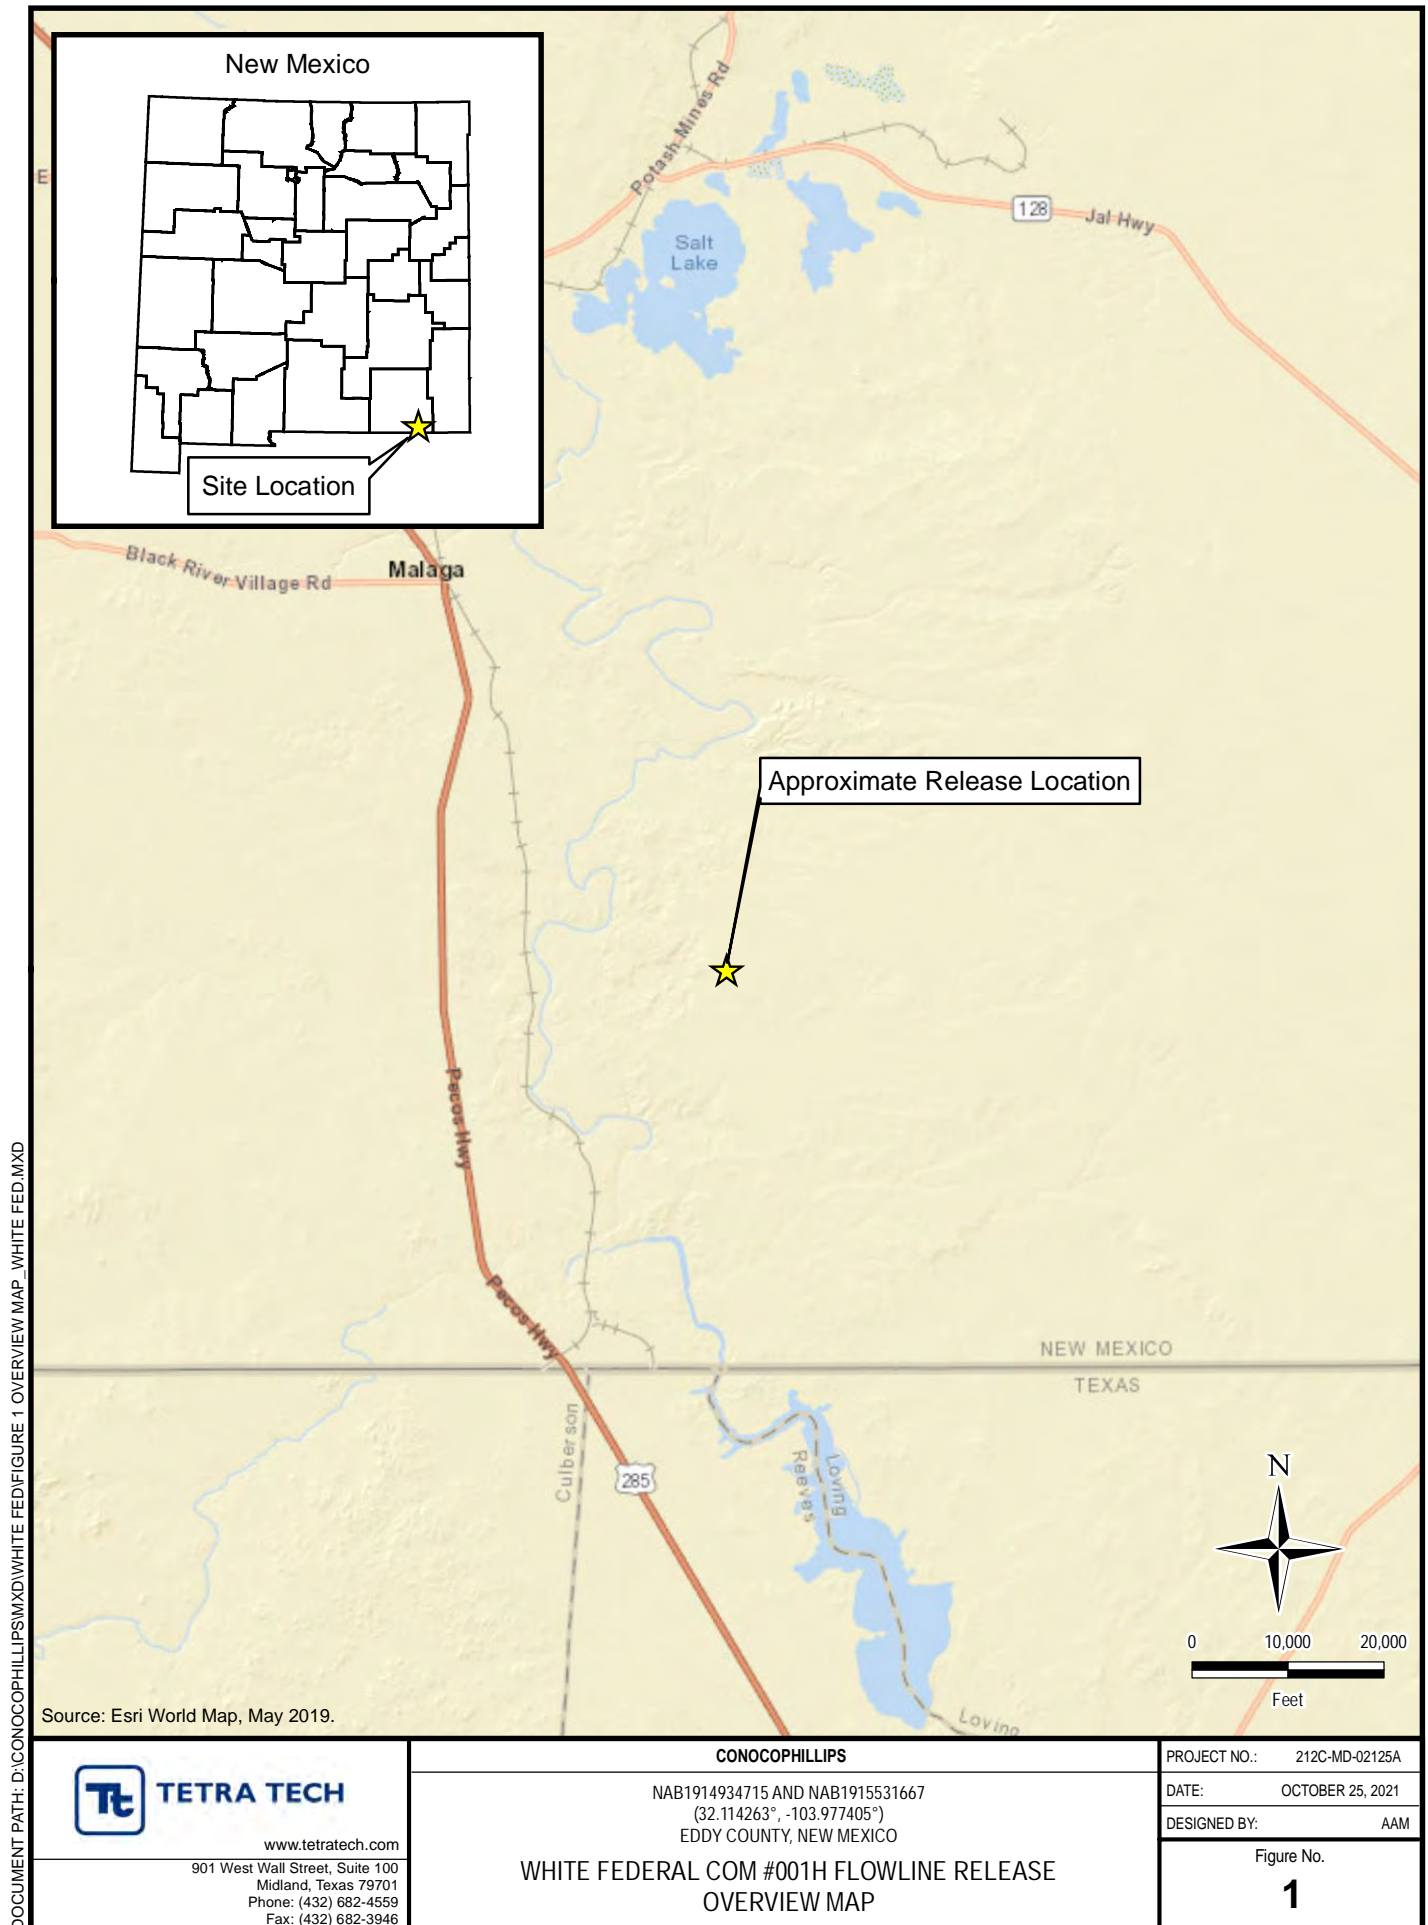 New Mexico
Site Location
E
Potash Mines Rd
128
Jal Hwy
Salt
Lake
Black River Village Rd
Malaga
Approximate Release Location
Pecos Hwy
Pecos Hwy
NEW MEXICO
TEXAS
Culberson
285
Reeves
Loving
Loving
N
0 10,000 20,000
Feet
Source: Esri World Map, May 2019.
DOCUMENT PATH: D:\CONOCOPHILLIPS\MXD\WHITE FED\FIGURE 1 OVERVIEW MAP_WHITE FED.MXD
Tt TETRA TECH
www.tetratech.com
901 West Wall Street, Suite 100
Midland, Texas 79701
Phone: (432) 682-4559
Fax: (432) 682-3946
CONOCOPHILLIPS
NAB1914934715 AND NAB1915531667
(32.114263°, -103.977405°)
EDDY COUNTY, NEW MEXICO
WHITE FEDERAL COM #001H FLOWLINE RELEASE
OVERVIEW MAP
PROJECT NO.: 212C-MD-02125A
DATE: OCTOBER 25, 2021
DESIGNED BY: AAM
Figure No.
1